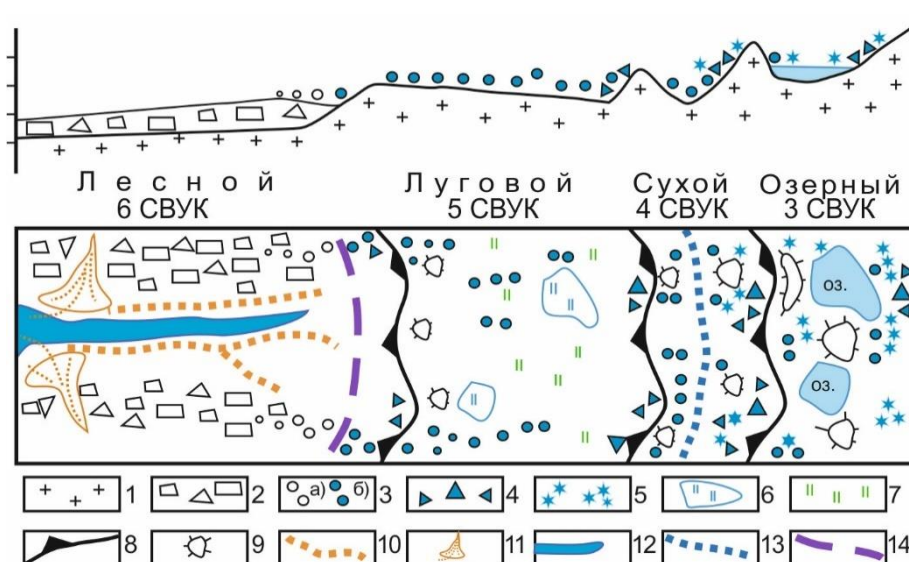 Лесной
6 СВУК
Луговой
5 СВУК
Сухой
4 СВУК
Озерный
3 СВУК
оз.
оз.
1
2
а) б) 3
4
5
6
7
8
9
10
11
12
13
14